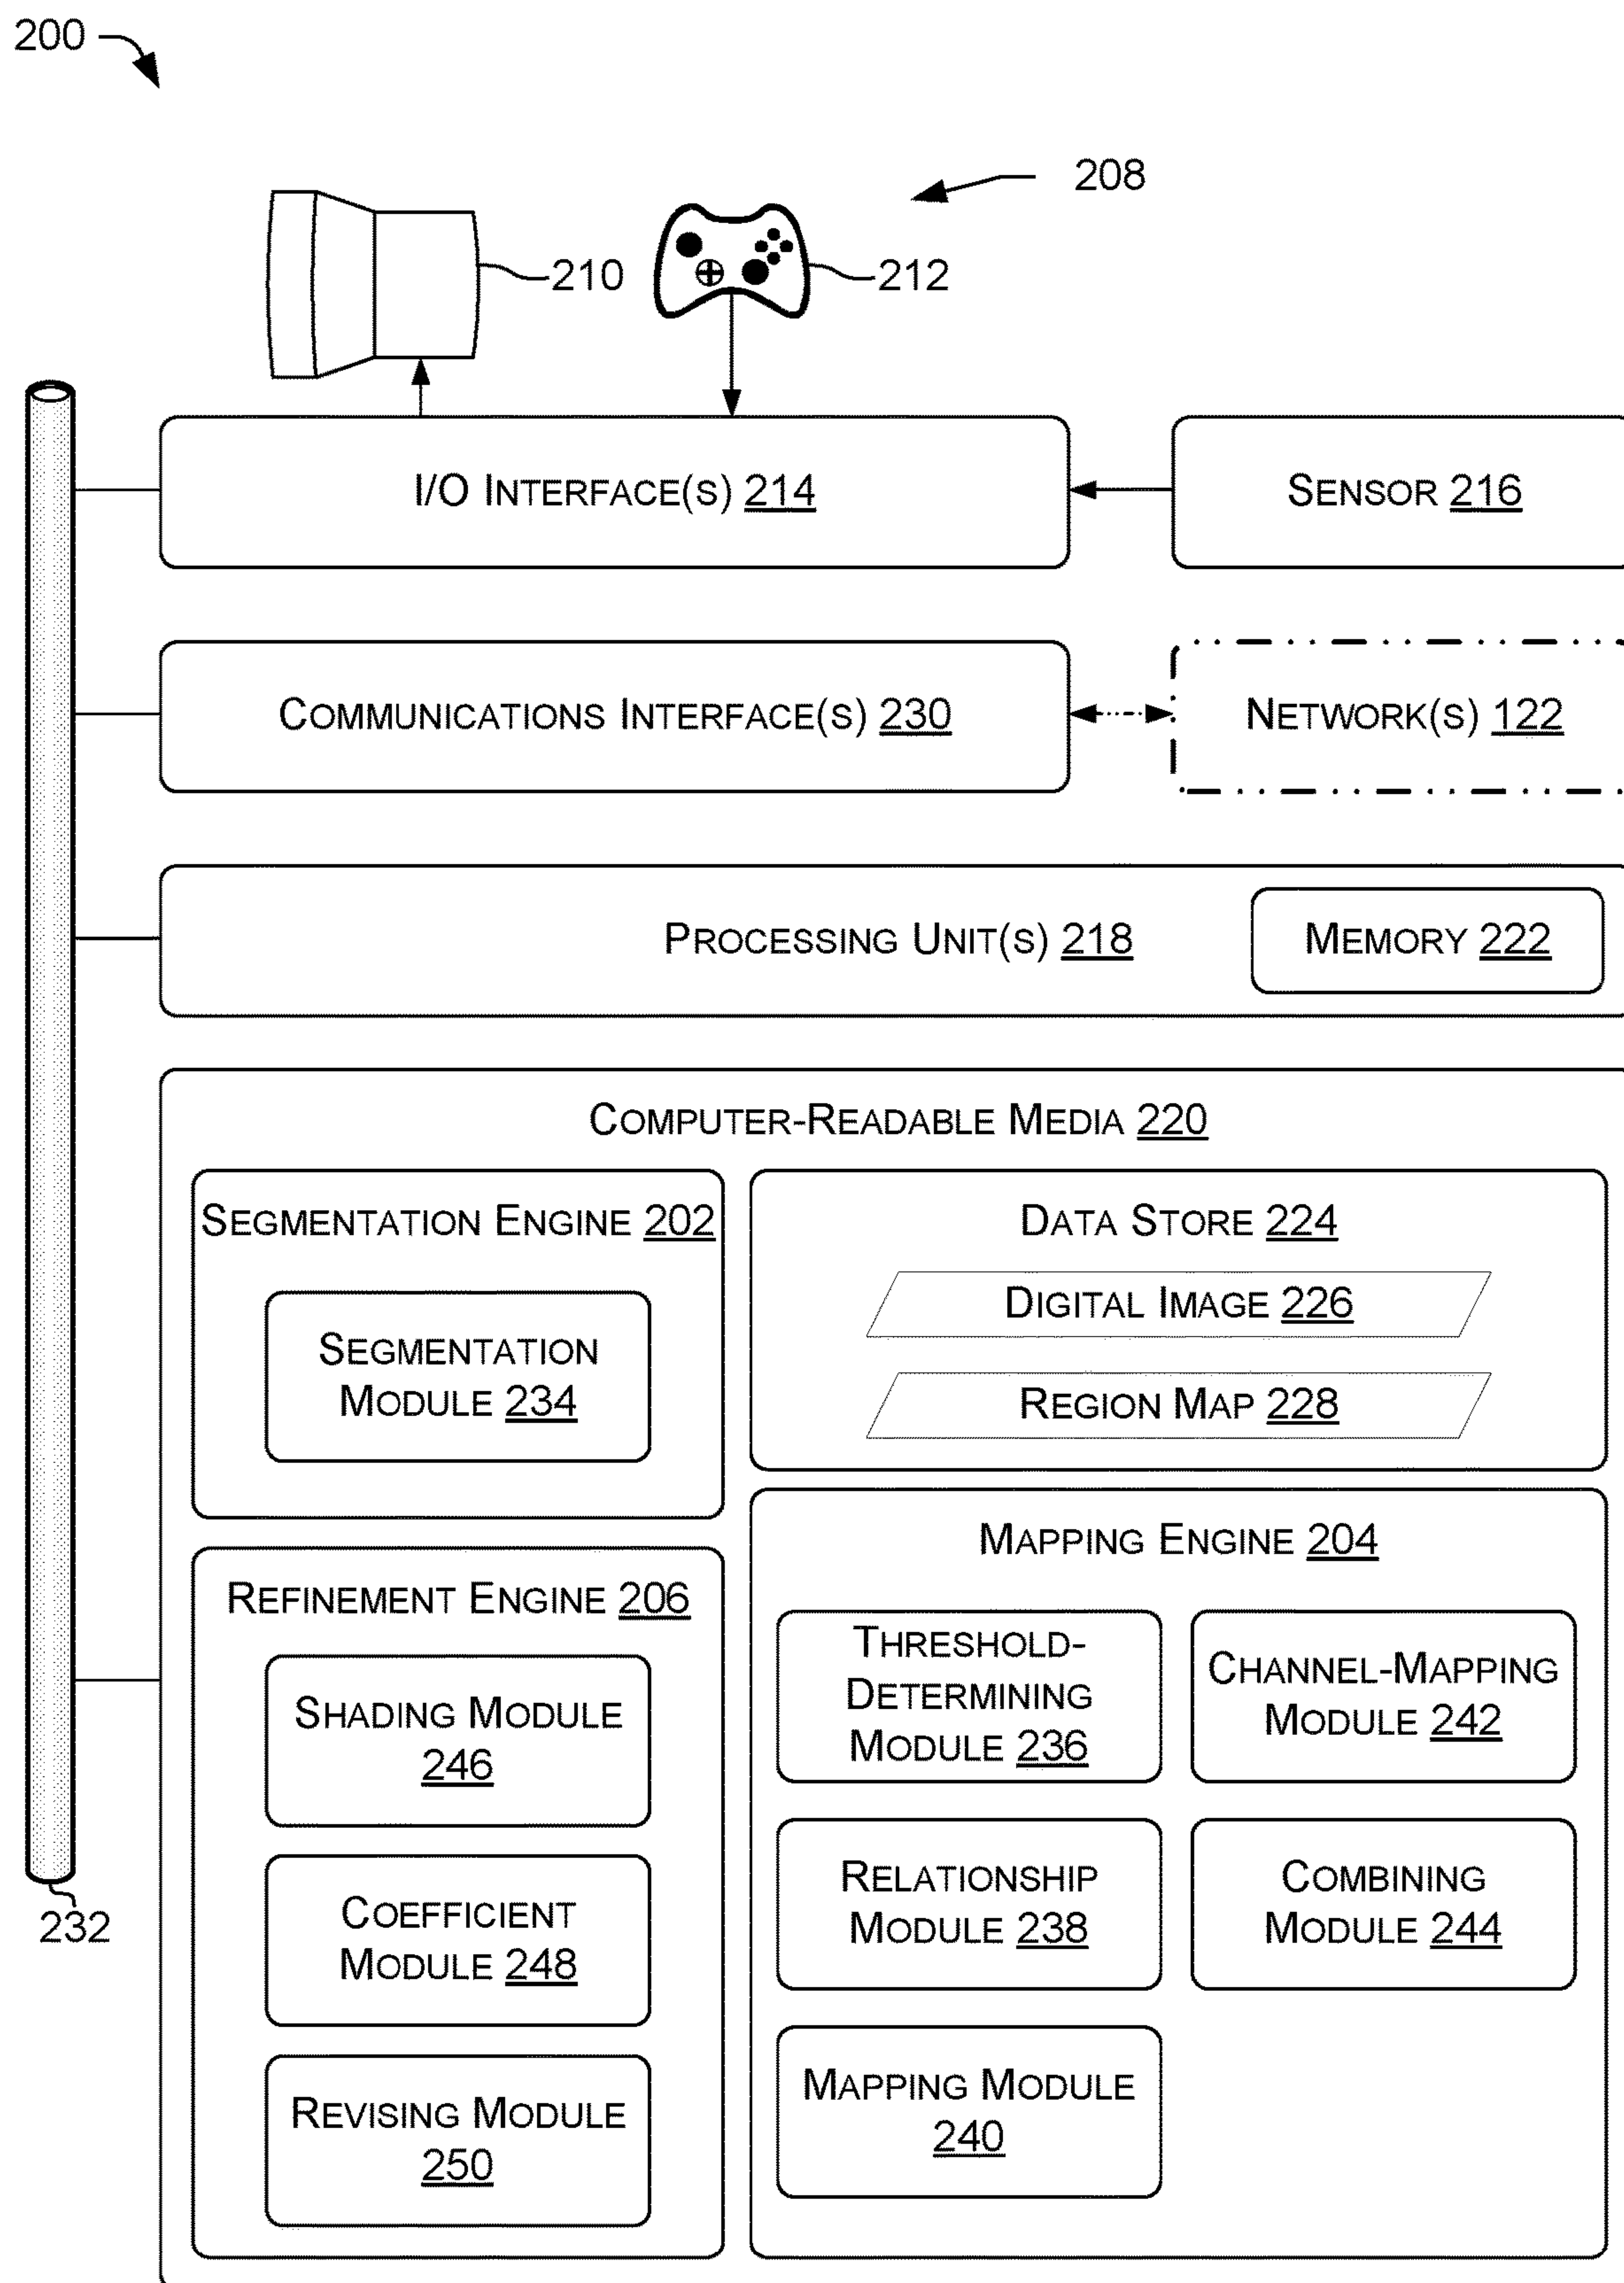 200
208
210
212
I/O INTERFACE(S) 214
SENSOR 216
COMMUNICATIONS INTERFACE(S) 230
NETWORK(S) 122
PROCESSING UNIT(S) 218
MEMORY 222
COMPUTER-READABLE MEDIA 220
SEGMENTATION ENGINE 202
SEGMENTATION
MODULE 234
DATA STORE 224
DIGITAL IMAGE 226
REGION MAP 228
REFINEMENT ENGINE 206
SHADING MODULE
246
COEFFICIENT
MODULE 248
REVISING MODULE
250
MAPPING ENGINE 204
THRESHOLD-
DETERMINING
MODULE 236
CHANNEL-MAPPING
MODULE 242
RELATIONSHIP
MODULE 238
COMBINING
MODULE 244
MAPPING MODULE
240
232